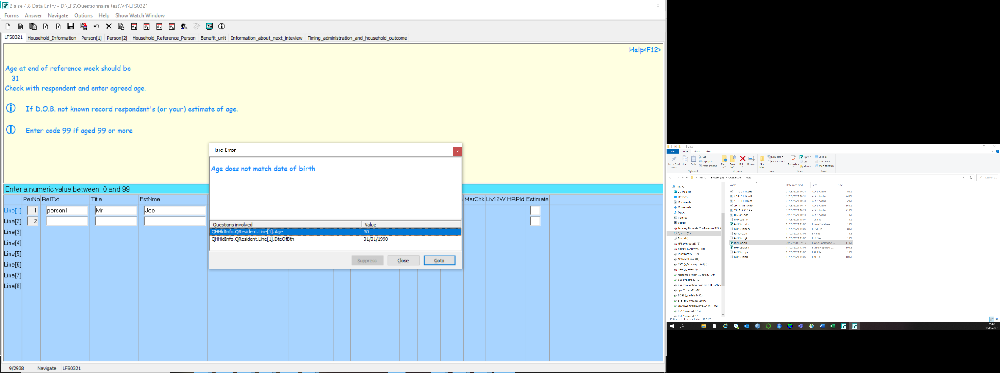 Blaise 4.8 Data Entry - D:\LFS\Questionnaire test\V4\LFS0321
Forms Answer Navigate Options Help Show Watch Window
LFS0321 Household_Information Person[1] Person[2] Household_Reference_Person Benefit_unit Information_about_next_inteview Timing_administration_and_household_outcome
Help<F12>
Age at end of reference week should be
31
Check with respondent and enter agreed age.
If D.O.B. not known record respondent's (or your) estimate of age.
Enter code 99 if aged 99 or more
Hard Error
Age does not match date of birth
Questions involved Value
QHHldInfo.QResident.Line[1].Age 30
QHHldInfo.QResident.Line[1].DteOfBth 01/01/1990
Suppress Close Goto
Enter a numeric value between 0 and 99
PerNo RelTxt Title FstNme MarChk Liv12W HRPId Estimate
Line[1] 1 person1 Mr Joe
Line[2] 2
Line[3]
Line[4]
Line[5]
Line[6]
Line[7]
Line[8]
9/2938 Navigate LFS0321
data
File Home Share View
Pin to Quick access Copy Paste Cut Copy path Paste shortcut Move to Copy to Delete Rename New folder New item Easy access Properties Open Edit History Select all Select none Invert selection
Clipboard Organize New Open Select
This PC > System (C:) > CASEBOOK > data
Search d...
Name Date modified Type Size
1 113 31 1R.adt 07/05/2021 10:35 ADTS Audio 8 KB
2 103 61 1A.adt 07/05/2021 10:31 ADTS Audio 24 KB
4 113 11 1N.adt 07/05/2021 10:34 ADTS Audio 2 KB
29 111 51 1A.adt 07/05/2021 10:19 ADTS Audio 16 KB
133 112 21 1S.adt 07/05/2021 10:24 ADTS Audio 21 KB
LFS0321.adt 29/04/2021 10:44 ADTS Audio 1 KB
PAF408b.~lk 11/05/2021 15:07 ~LK File 1 KB
Paf408b.bdb 11/05/2021 15:07 Blaise Database 1 KB
PAF408b.bdm 11/05/2021 15:06 BDM File 8 KB
Paf408b.bfi 11/05/2021 15:06 BFI File 1 KB
Paf408b.bjk 11/05/2021 15:07 BJK File 1 KB
Paf408b.bla 20/02/2008 09:16 Blaise Datamodel ... 11 KB
PAF408b.bmi 11/05/2021 15:06 Blaise Prepared D... 10 KB
Paf408b.bpk 11/05/2021 15:07 BPK File 1 KB
PAF408b.bxi 11/05/2021 15:06 BXI File 10 KB
This PC
3D Objects
Desktop
Documents
Downloads
Music
Pictures
Videos
Training_Grounds (\\fa1rvwapxx333) (
System (C:)
Data (D:)
HFS (\\nsdata1) (E:)
objects (\\Surveyt3) (F:)
lfs (\\nsdata2) (G:)
Network Drive (H:)
CATI (\\fa1rvwapxx401) (I:)
OPN (\\nsdata2) (J:)
response project (\\ldata10) (K:)
pab (\\Ldata12) (L:)
aps_reweighting_post_rw2011 (\\Nsda
eps (\\Ldata12) (N:)
BDSS (\\nsdata3) (O:)
SYSTEMS (\\ldata12) (P:)
LFSREWEIGHTING (\\LDATA11) (Q:)
lfs2 (\\Surveyt3) (R:)
lfs1 (\\Surveyt3) (S:)
15 items 1 item selected 10.8 KB
15:08
11/05/2021